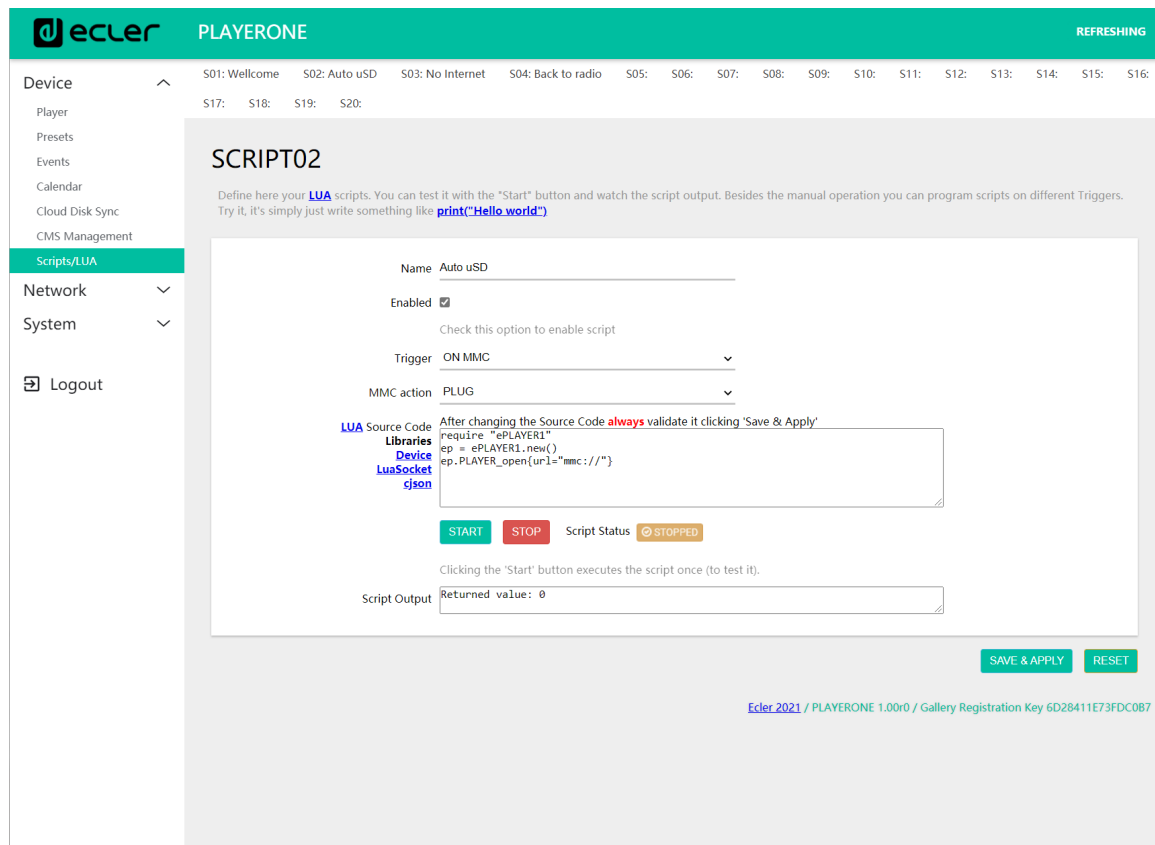 ecler PLAYERONE REFRESHING
Device
Player
Presets
Events
Calendar
Cloud Disk Sync
CMS Management
Scripts/LUA
Network
System
Logout
S01: Wellcome S02: Auto uSD S03: No Internet S04: Back to radio S05: S06: S07: S08: S09: S10: S11: S12: S13: S14: S15: S16:
S17: S18: S19: S20:
SCRIPT02
Define here your LUA scripts. You can test it with the "Start" button and watch the script output. Besides the manual operation you can program scripts on different Triggers.
Try it, it's simply just write something like print("Hello world")
Name Auto uSD
Enabled
Check this option to enable script
Trigger ON MMC
MMC action PLUG
LUA Source Code
Libraries
Device
LuaSocket
cjson
After changing the Source Code always validate it clicking 'Save & Apply'
require "ePLAYER1"
ep = ePLAYER1.new()
ep.PLAYER_open{url="mmc://"}
START STOP Script Status STOPPED
Clicking the 'Start' button executes the script once (to test it).
Script Output Returned value: 0
SAVE & APPLY RESET
Ecler 2021 / PLAYERONE 1.00r0 / Gallery Registration Key 6D28411E73FDC0B7